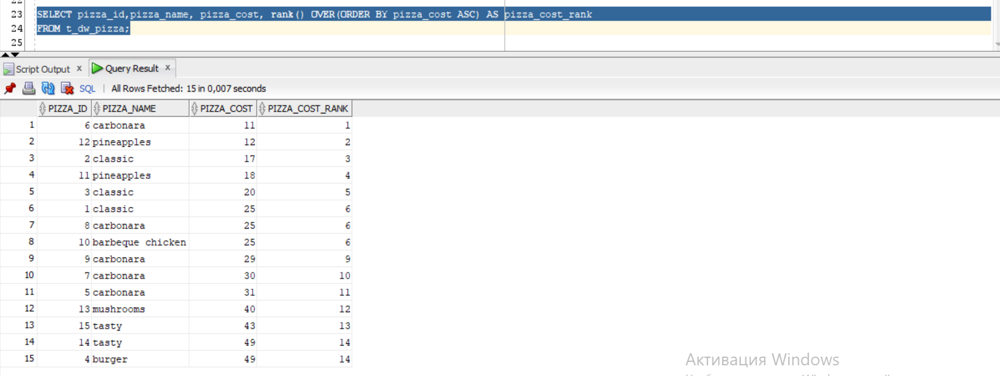 23 SELECT pizza_id,pizza_name, pizza_cost, rank() OVER(ORDER BY pizza_cost ASC) AS pizza_cost_rank
24 FROM t_dw_pizza;
25
Script Output x Query Result x
SQL | All Rows Fetched: 15 in 0,007 seconds
PIZZA_ID PIZZA_NAME PIZZA_COST PIZZA_COST_RANK
1 6 carbonara 11 1
2 12 pineapples 12 2
3 2 classic 17 3
4 11 pineapples 18 4
5 3 classic 20 5
6 1 classic 25 6
7 8 carbonara 25 6
8 10 barbeque chicken 25 6
9 9 carbonara 29 9
10 7 carbonara 30 10
11 5 carbonara 31 11
12 13 mushrooms 40 12
13 15 tasty 43 13
14 14 tasty 49 14
15 4 burger 49 14
Активация Windows